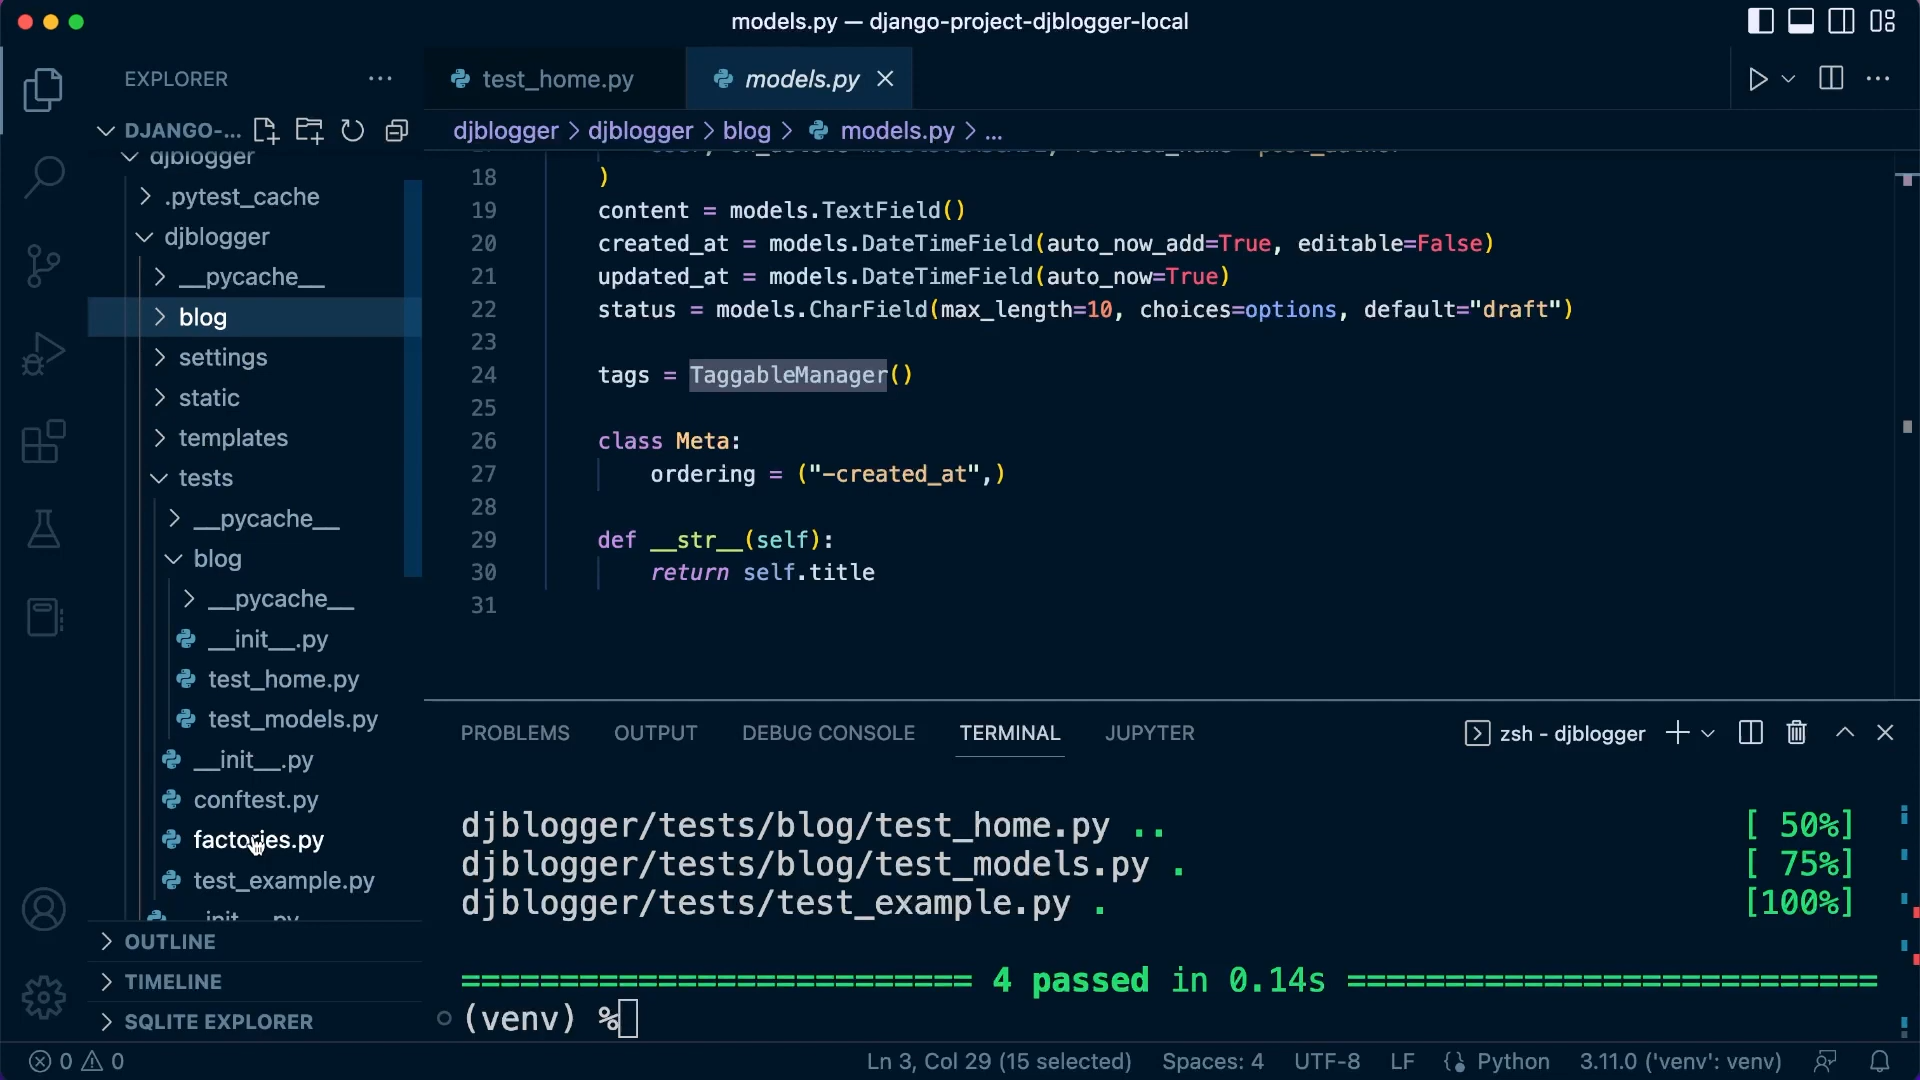 models.py — django-project-djblogger-local
EXPLORER
DJANGO-...
djblogger
.pytest_cache
djblogger
__pycache__
blog
settings
static
templates
tests
__pycache__
blog
__pycache__
__init__.py
test_home.py
test_models.py
__init__.py
conftest.py
factories.py
test_example.py
__init__.py
OUTLINE
TIMELINE
SQLITE EXPLORER
test_home.py
models.py
djblogger > djblogger > blog > models.py > ...
18 )
19 content = models.TextField()
20 created_at = models.DateTimeField(auto_now_add=True, editable=False)
21 updated_at = models.DateTimeField(auto_now=True)
22 status = models.CharField(max_length=10, choices=options, default="draft")
23
24 tags = TaggableManager()
25
26 class Meta:
27 ordering = ("-created_at",)
28
29 def __str__(self):
30 return self.title
31
PROBLEMS OUTPUT DEBUG CONSOLE TERMINAL JUPYTER
zsh - djblogger
djblogger/tests/blog/test_home.py .. [ 50%]
djblogger/tests/blog/test_models.py . [ 75%]
djblogger/tests/test_example.py . [100%]
========================== 4 passed in 0.14s ===========================
(venv) %
0 0
Ln 3, Col 29 (15 selected) Spaces: 4 UTF-8 LF Python 3.11.0 ('venv': venv)